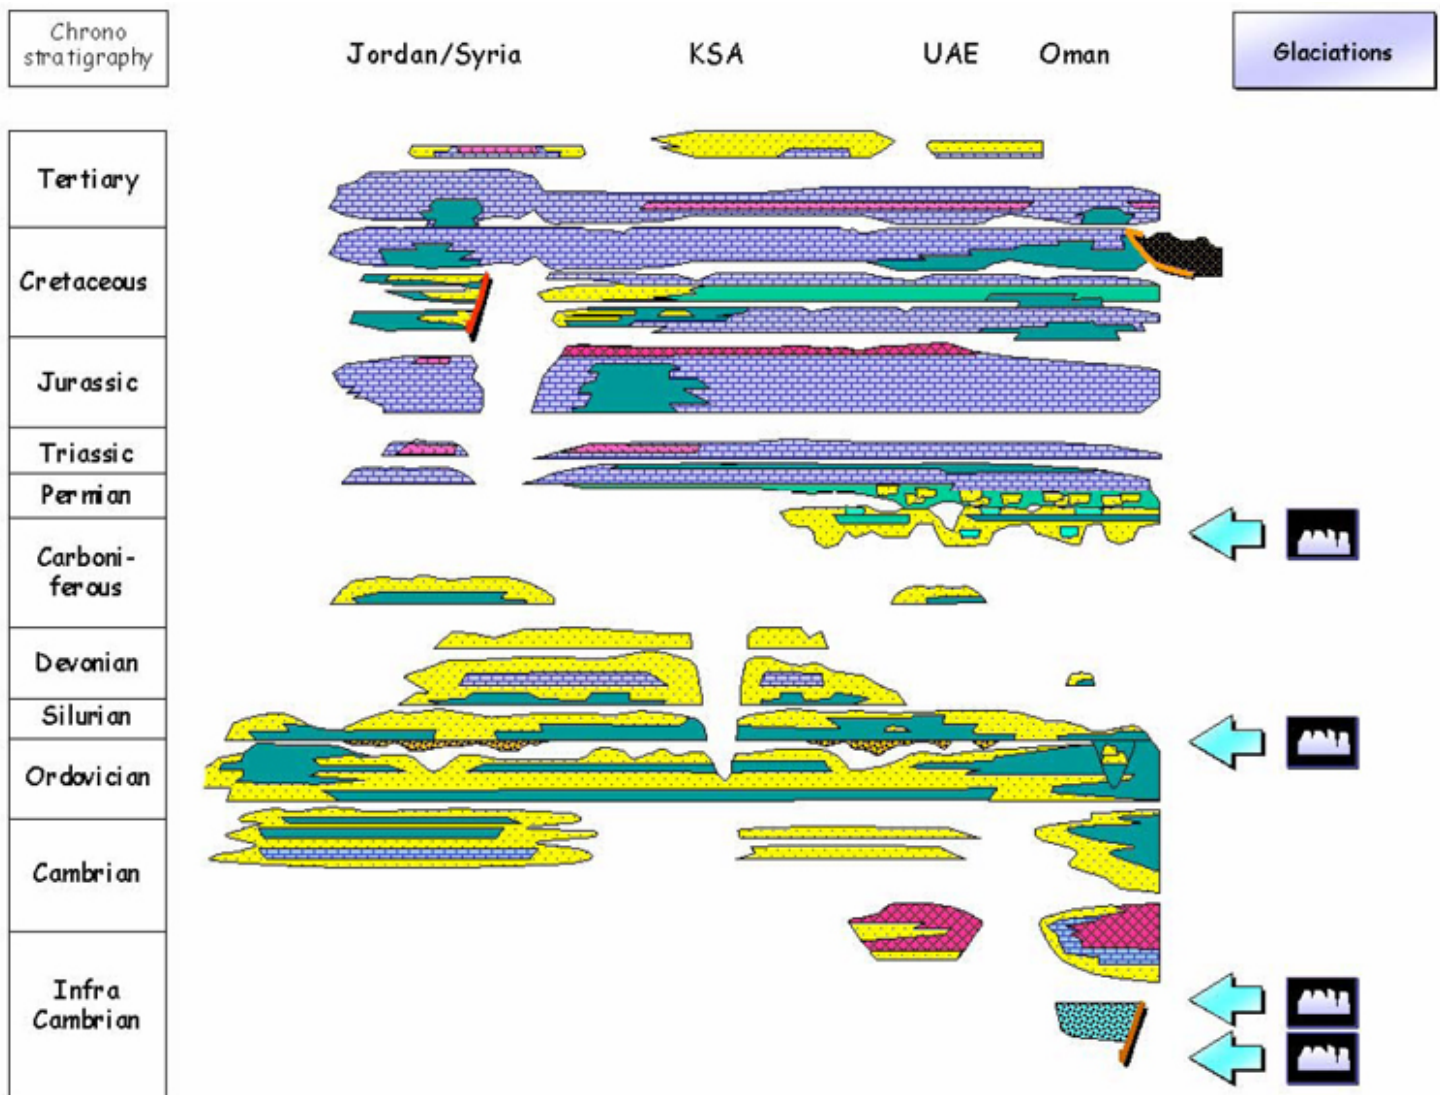 Chrono
stratigraphy
Jordan/Syria
KSA
UAE
Oman
Glaciations
Tertiary
Cretaceous
Jurassic
Triassic
Permian
Carboni-
ferous
Devonian
Silurian
Ordovician
Cambrian
Infra
Cambrian